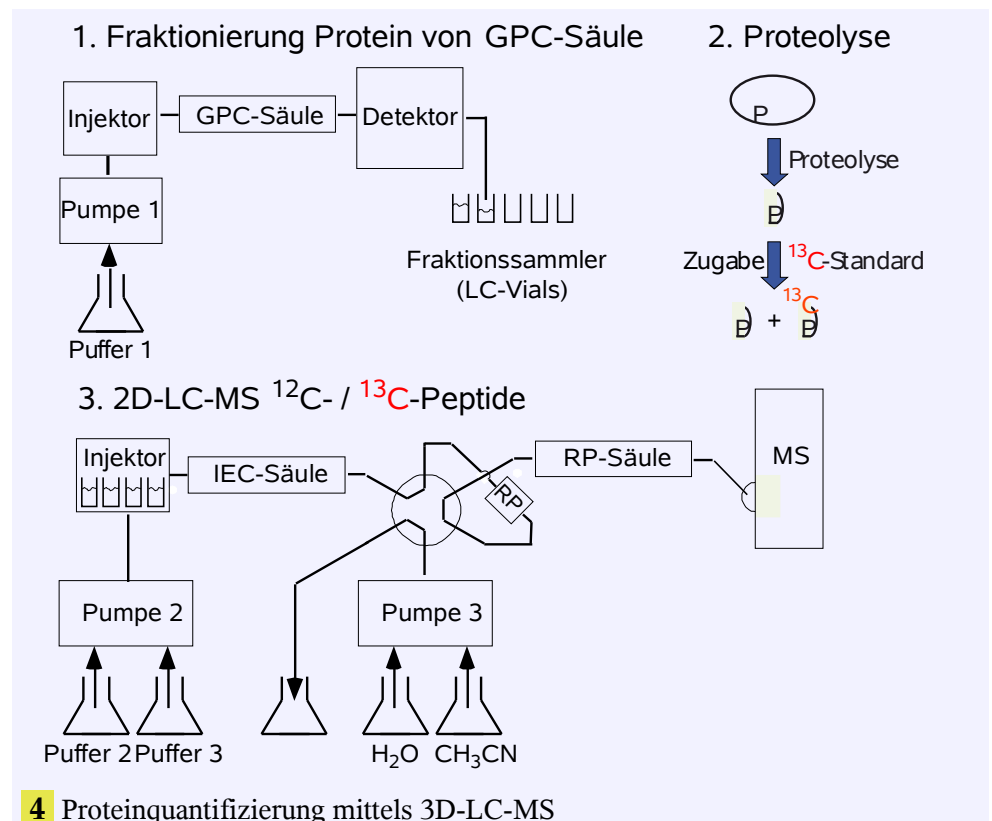 1. Fraktionierung Protein von GPC-Säule
Injektor
GPC-Säule
Detektor
Pumpe 1
Fraktionssammler
(LC-Vials)
Puffer 1
2. Proteolyse
P
Proteolyse
P
Zugabe ¹³C-Standard
¹³C
P + P
3. 2D-LC-MS ¹²C- / ¹³C-Peptide
Injektor
IEC-Säule
RP
RP-Säule
MS
Pumpe 2
Pumpe 3
Puffer 2 Puffer 3
H₂O CH₃CN
4 Proteinquantifizierung mittels 3D-LC-MS